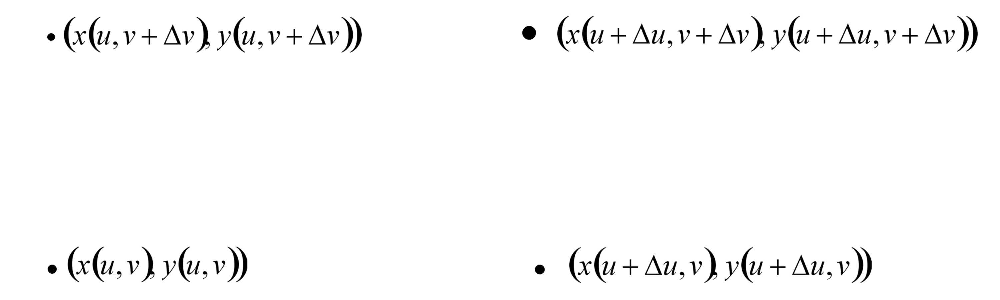 • (x(u, v + Δv), y(u, v + Δv))
• (x(u + Δu, v + Δv), y(u + Δu, v + Δv))
• (x(u, v), y(u, v))
• (x(u + Δu, v), y(u + Δu, v))